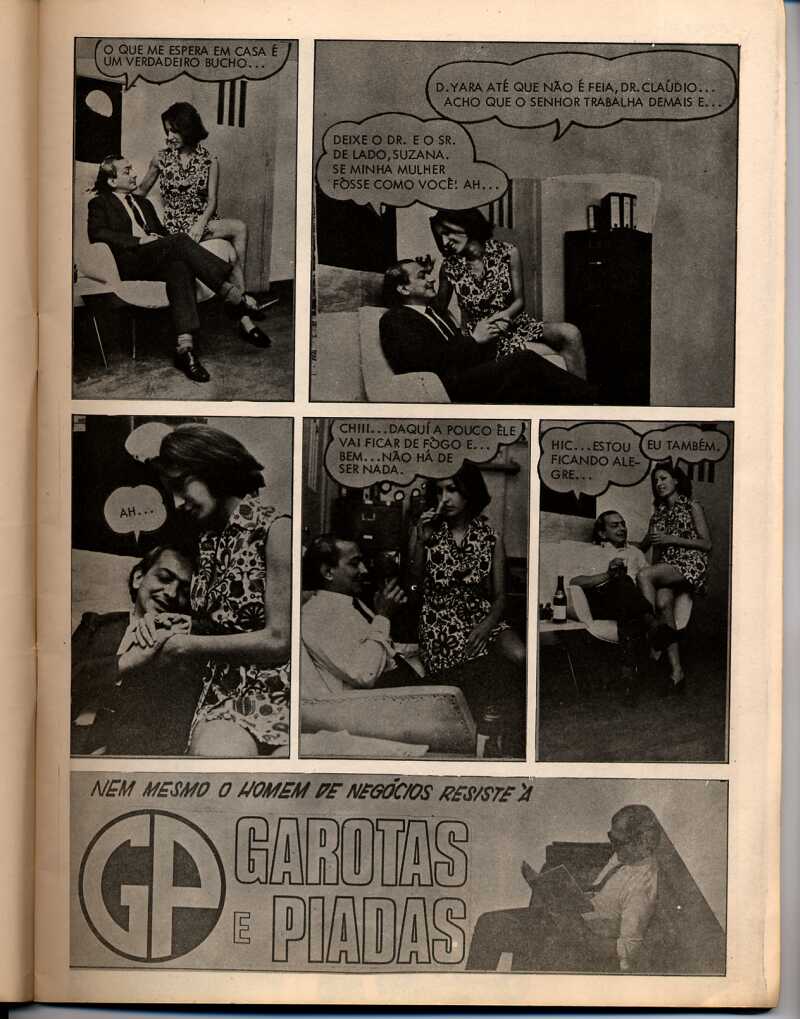 O QUE ME ESPERA EM CASA É
UM VERDADEIRO BUCHO...
D.YARA ATÉ QUE NÃO É FEIA, DR. CLAÚDIO...
ACHO QUE O SENHOR TRABALHA DEMAIS E...
DEIXE O DR. E O SR.
DE LADO, SUZANA.
SE MINHA MULHER
FÔSSE COMO VOCÊ! AH...
AH...
CHIII...DAQUÍ A POUCO ÊLE
VAI FICAR DE FÔGO E...
BEM...NÃO HÁ DE
SER NADA.
HIC...ESTOU
FICANDO ALE-
GRE...
EU TAMBÉM.
NEM MESMO O HOMEM DE NEGÓCIOS RESISTE À
GP
GAROTAS
E PIADAS